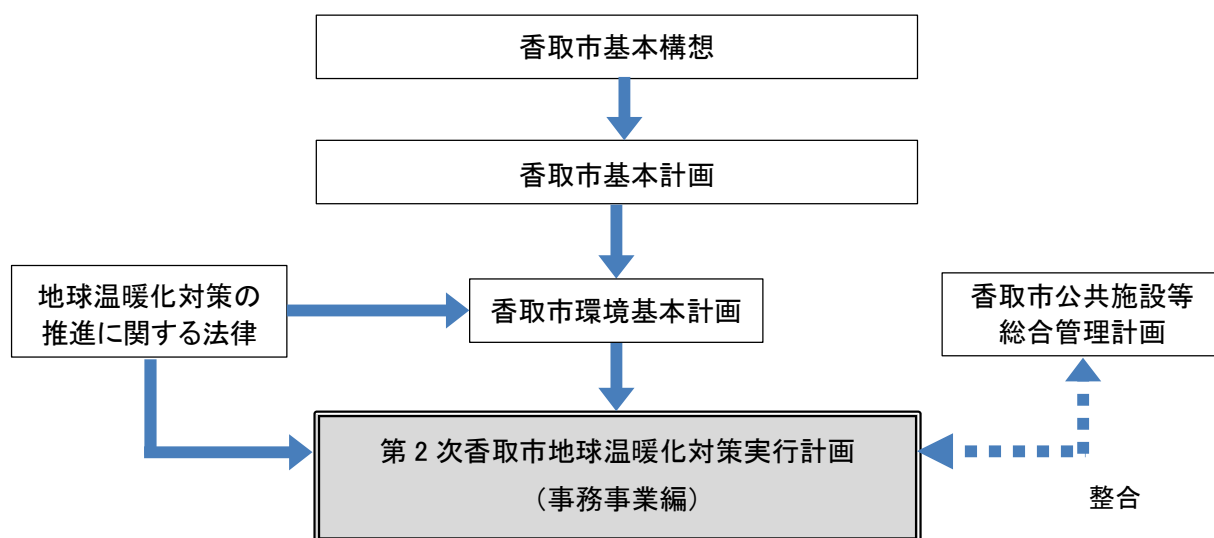 香取市基本構想
香取市基本計画
地球温暖化対策の
推進に関する法律
香取市環境基本計画
香取市公共施設等
総合管理計画
第2次香取市地球温暖化対策実行計画
（事務事業編）
整合